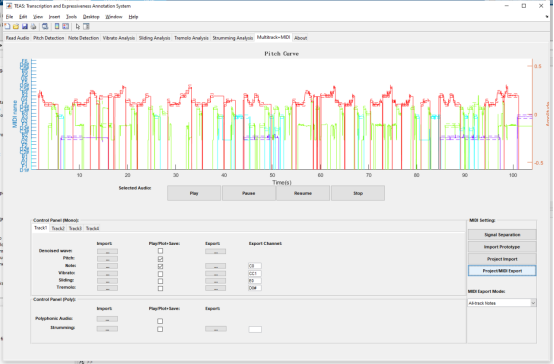 TEAS: Transcription and Expressiveness Annotation System
File Edit View Insert Tools Desktop Window Help
Read Audio Pitch Detection Note Detection Vibrato Analysis Sliding Analysis Tremolo Analysis Strumming Analysis Multitrack+MIDI About
Pitch Curve
0.5
0
-0.5
10 20 30 40 50 60 70 80 90 100
Time(s)
Selected Audio:
Play Pause Resume Stop
Control Panel (Mono):
Track1 Track2 Track3 Track4
Import: Play/Plot+Save: Export: Export Channel:
Denoised wave: ... ...
Pitch: ...
Note: ... ... C0
Vibrato: ... ... CC1
Sliding: ... ...
Tremolo: ... ... D0#
Control Panel (Poly):
Import: Play/Plot+Save: Export:
Polyphonic Audio: ...
Strumming: ... ...
MIDI Setting:
Signal Separation
Import Prototype
Project Import
Project/MIDI Export
MIDI Export Mode:
All-track Notes